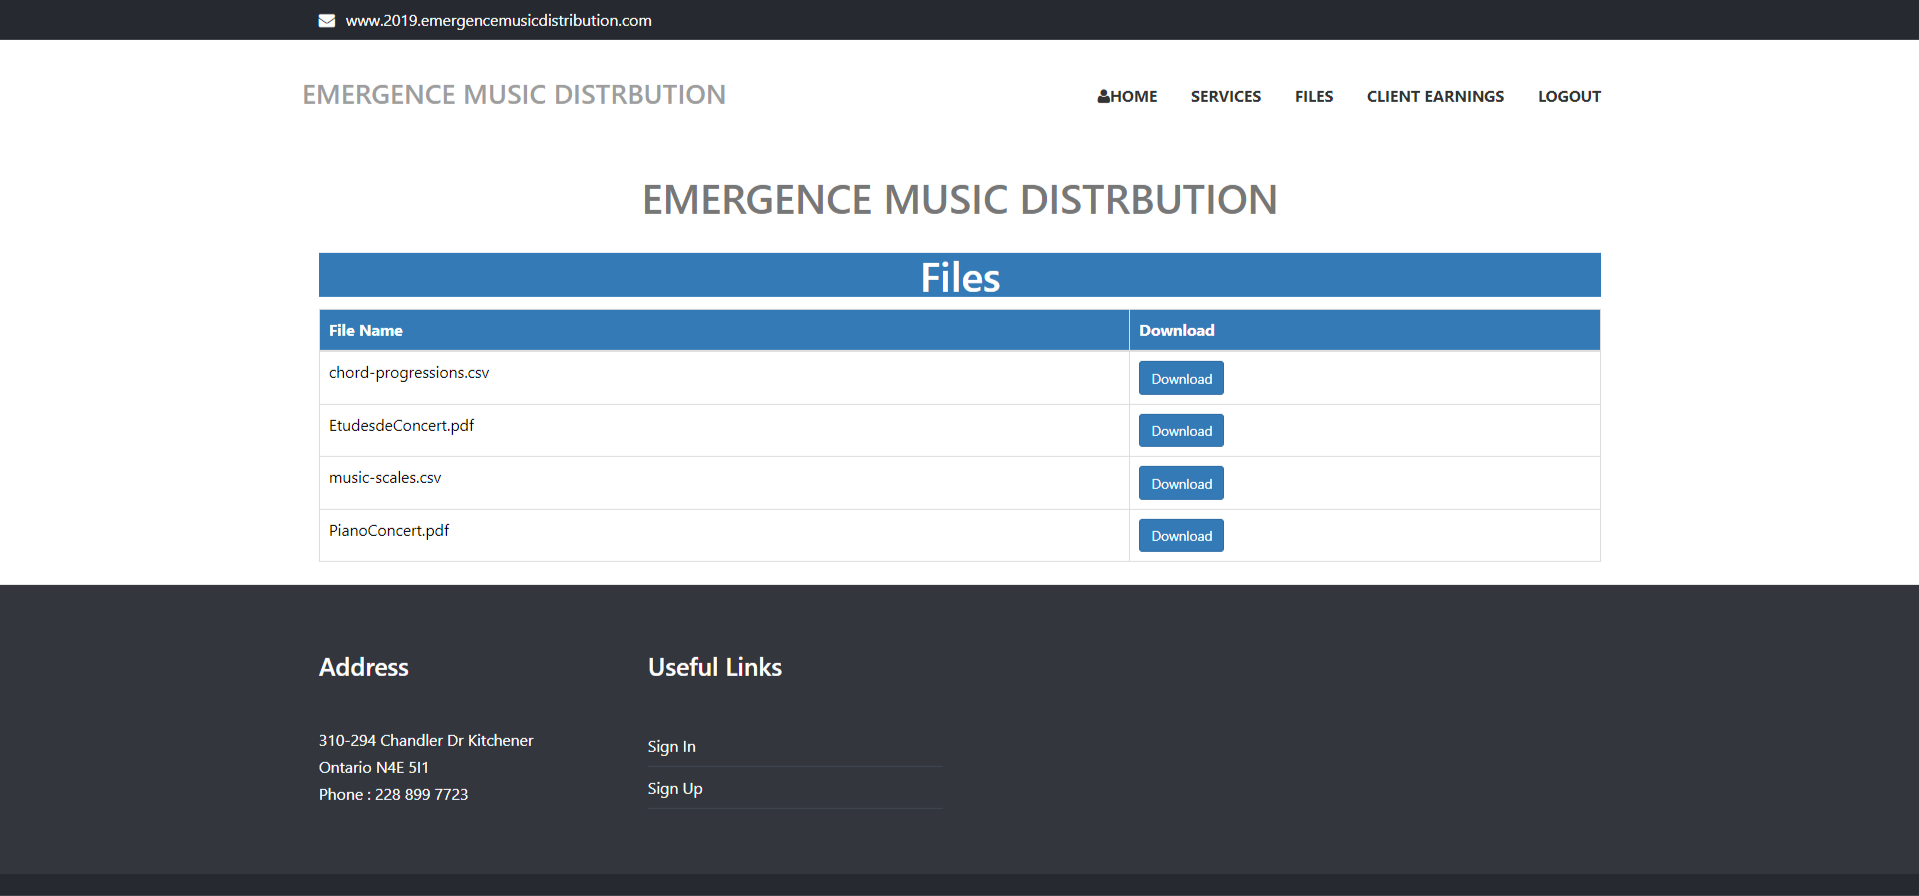 www.2019.emergencemusicdistribution.com
EMERGENCE MUSIC DISTRBUTION
HOME SERVICES FILES CLIENT EARNINGS LOGOUT
EMERGENCE MUSIC DISTRBUTION
Files
File Name Download
chord-progressions.csv Download
EtudesdeConcert.pdf Download
music-scales.csv Download
PianoConcert.pdf Download
Address
310-294 Chandler Dr Kitchener
Ontario N4E 5I1
Phone : 228 899 7723
Useful Links
Sign In
Sign Up